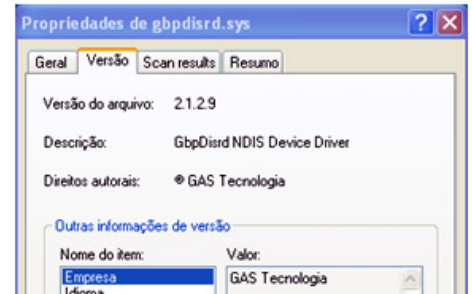 Propriedades de gbpdisrd.sys
Geral Versão Scan results Resumo
Versão do arquivo: 2.1.2.9
Descrição: GbpDisrd NDIS Device Driver
Direitos autorais: © GAS Tecnologia
Outras informações de versão
Nome do item: Valor:
Empresa GAS Tecnologia
Idioma